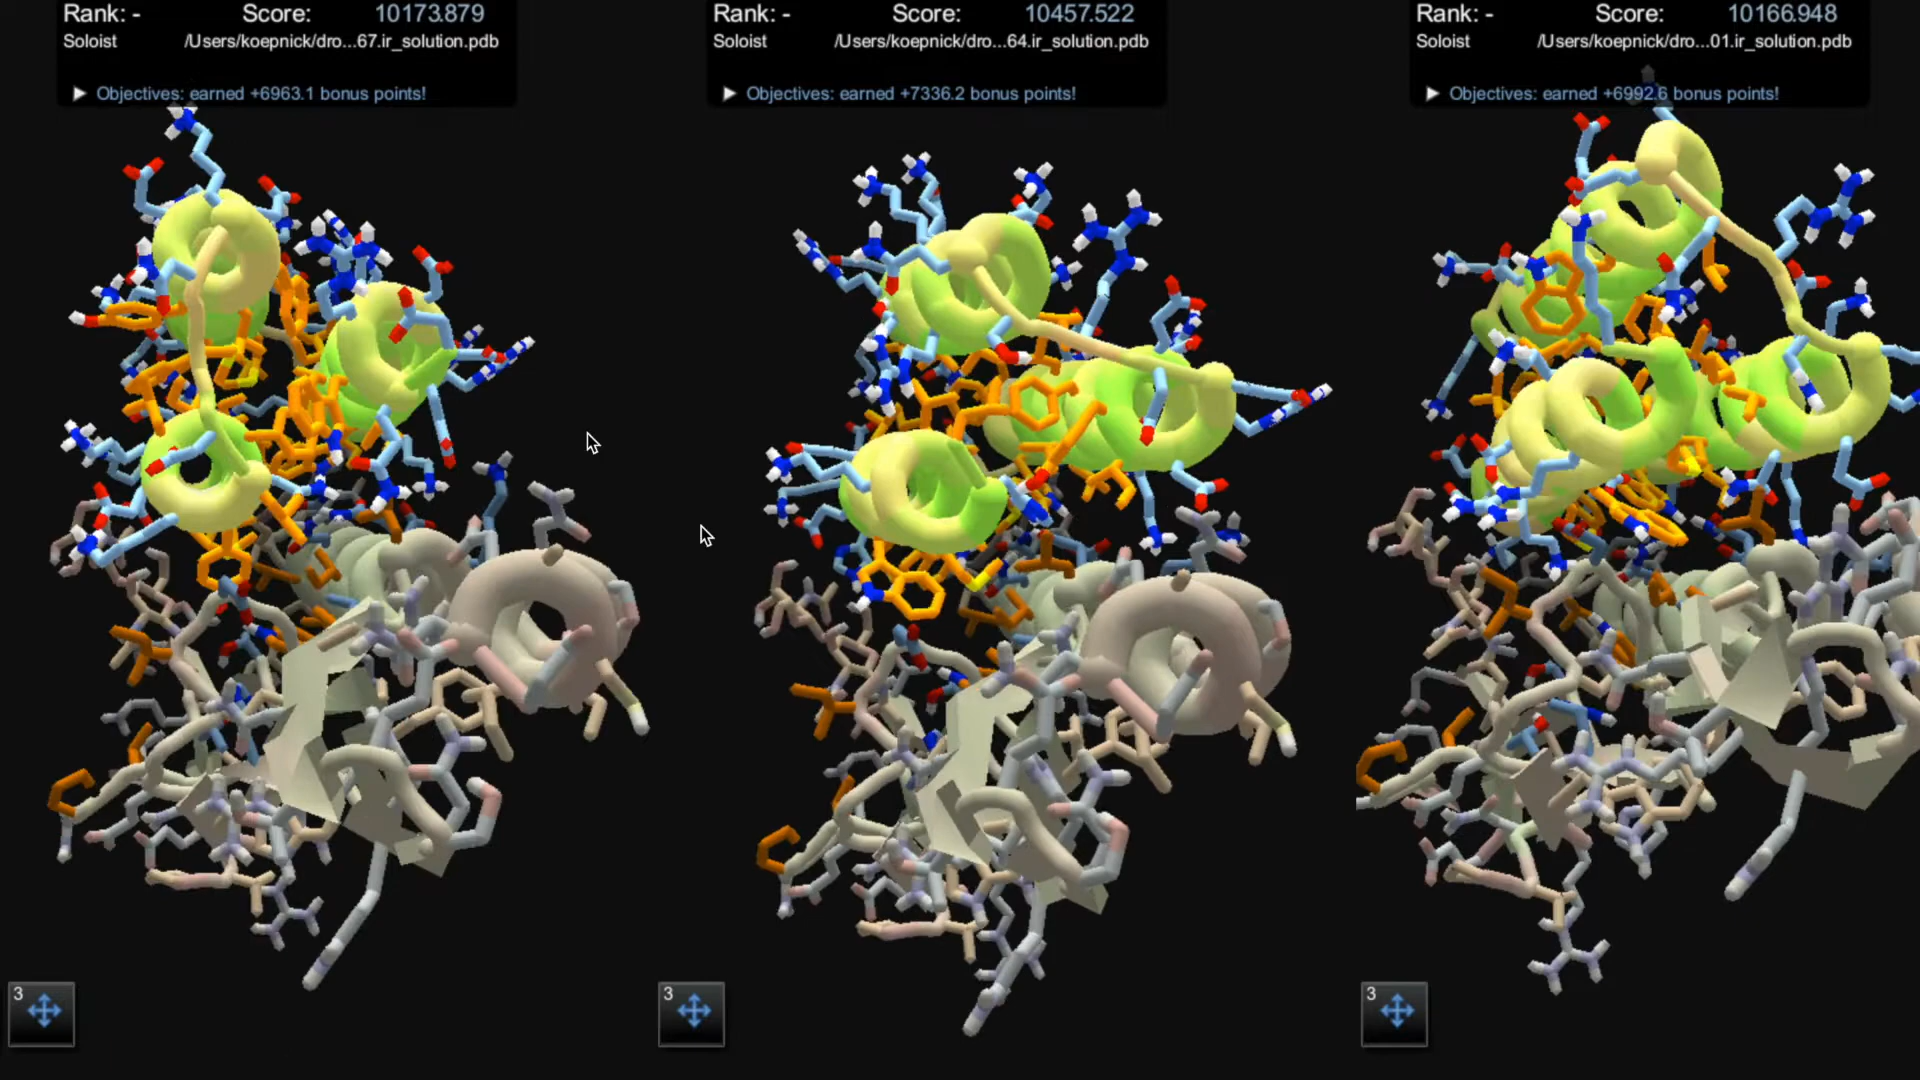 Rank: - Score: 10173.879
Soloist /Users/koepnick/dro...67.ir_solution.pdb
Objectives: earned +6963.1 bonus points!
Rank: - Score: 10457.522
Soloist /Users/koepnick/dro...64.ir_solution.pdb
Objectives: earned +7336.2 bonus points!
Rank: - Score: 10166.948
Soloist /Users/koepnick/dro...01.ir_solution.pdb
Objectives: earned +6992.6 bonus points!
3
3
3